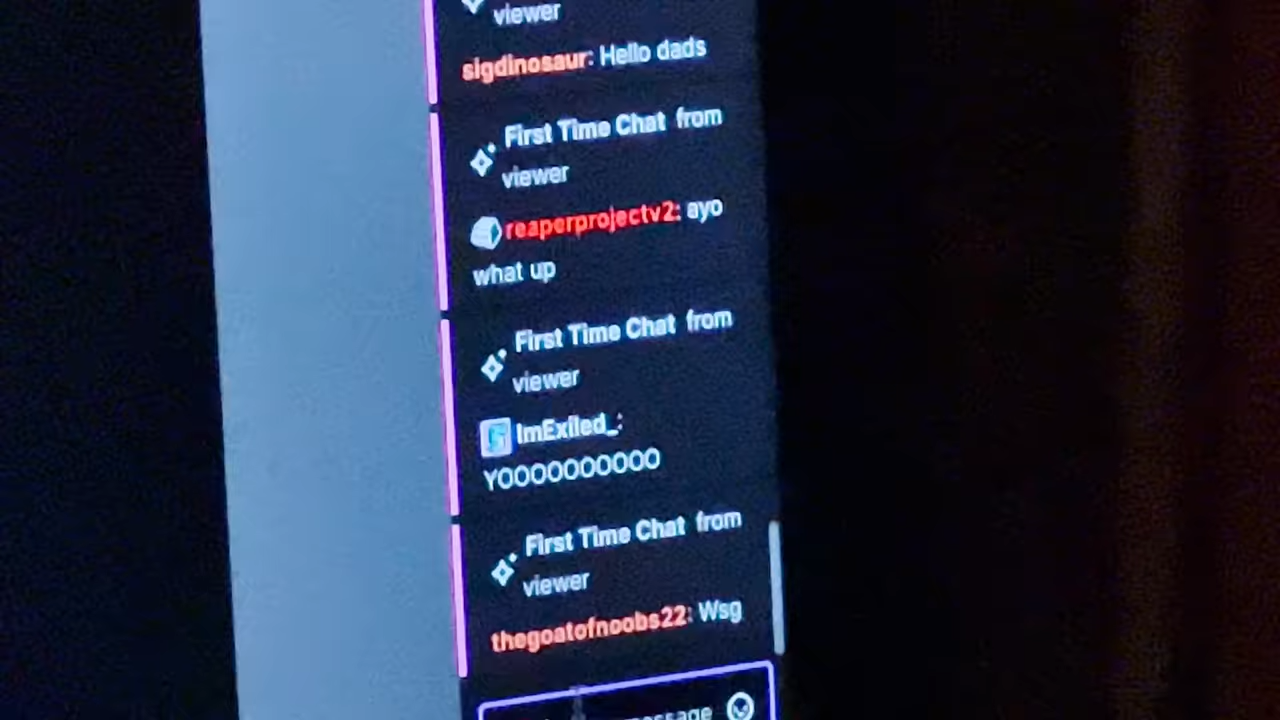 viewer
sigdinosaur: Hello dads
First Time Chat from
viewer
reaperprojectv2: ayo
what up
First Time Chat from
viewer
ImExiled_:
YOOOOOOOOOO
First Time Chat from
viewer
thegoatofnoobs22: Wsg
message